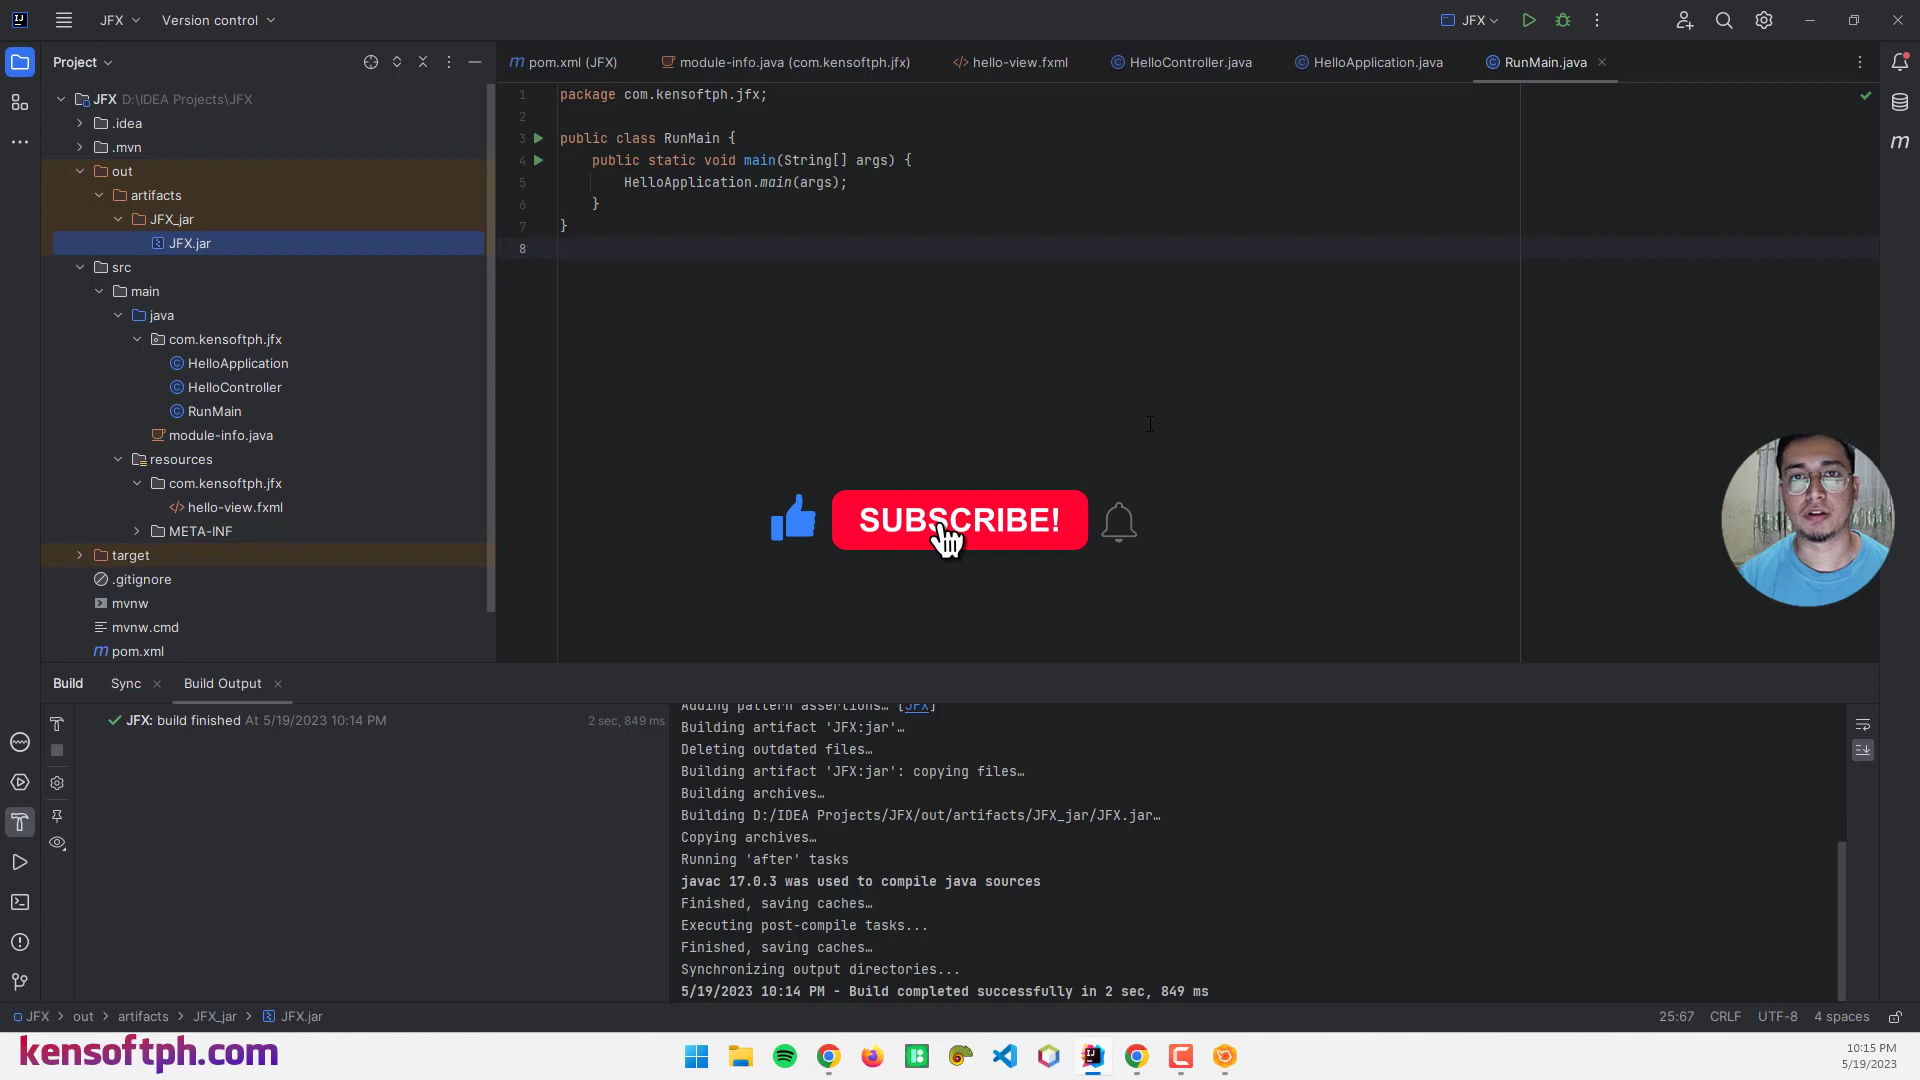 JFX
Version control
JFX
Project
pom.xml (JFX)
module-info.java (com.kensoftph.jfx)
hello-view.fxml
HelloController.java
HelloApplication.java
RunMain.java
JFX D:\IDEA Projects\JFX
.idea
.mvn
out
artifacts
JFX_jar
JFX.jar
src
main
java
com.kensoftph.jfx
HelloApplication
HelloController
RunMain
module-info.java
resources
com.kensoftph.jfx
hello-view.fxml
META-INF
target
.gitignore
mvnw
mvnw.cmd
pom.xml
1 package com.kensoftph.jfx;
2
3 public class RunMain {
4 public static void main(String[] args) {
5 HelloApplication.main(args);
6 }
7 }
8
SUBSCRIBE!
Build
Sync
Build Output
JFX: build finished At 5/19/2023 10:14 PM
2 sec, 849 ms
Adding pattern assertions… [JFX]
Building artifact 'JFX:jar'…
Deleting outdated files…
Building artifact 'JFX:jar': copying files…
Building archives…
Building D:/IDEA Projects/JFX/out/artifacts/JFX_jar/JFX.jar…
Copying archives…
Running 'after' tasks
javac 17.0.3 was used to compile java sources
Finished, saving caches…
Executing post-compile tasks...
Finished, saving caches…
Synchronizing output directories...
5/19/2023 10:14 PM - Build completed successfully in 2 sec, 849 ms
JFX > out > artifacts > JFX_jar > JFX.jar
25:67 CRLF UTF-8 4 spaces
kensoftph.com
10:15 PM
5/19/2023